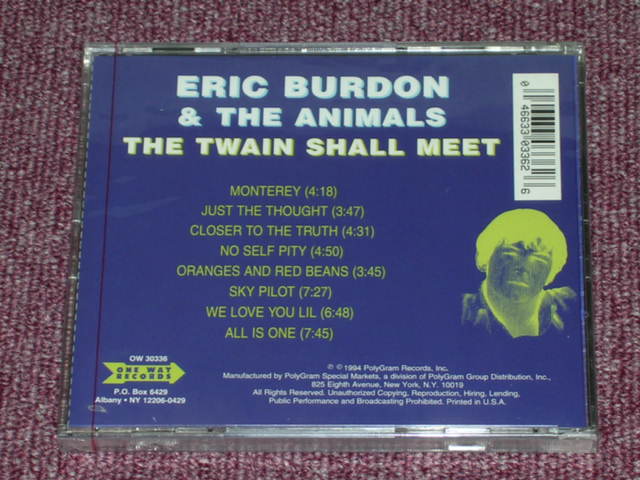 ERIC BURDON
& THE ANIMALS
THE TWAIN SHALL MEET
0 46633 03362 6
MONTEREY (4:18)
JUST THE THOUGHT (3:47)
CLOSER TO THE TRUTH (4:31)
NO SELF PITY (4:50)
ORANGES AND RED BEANS (3:45)
SKY PILOT (7:27)
WE LOVE YOU LIL (6:48)
ALL IS ONE (7:45)
OW 30336
ONE WAY
RECORDS
P.O. Box 6429
Albany • NY 12206-0429
℗ © 1994 PolyGram Records, Inc.
Manufactured by PolyGram Special Markets, a division of PolyGram Group Distribution, Inc.,
825 Eighth Avenue, New York, N.Y. 10019
All Rights Reserved. Unauthorized Copying, Reproduction, Hiring, Lending,
Public Performance and Broadcasting Prohibited. Printed in U.S.A.